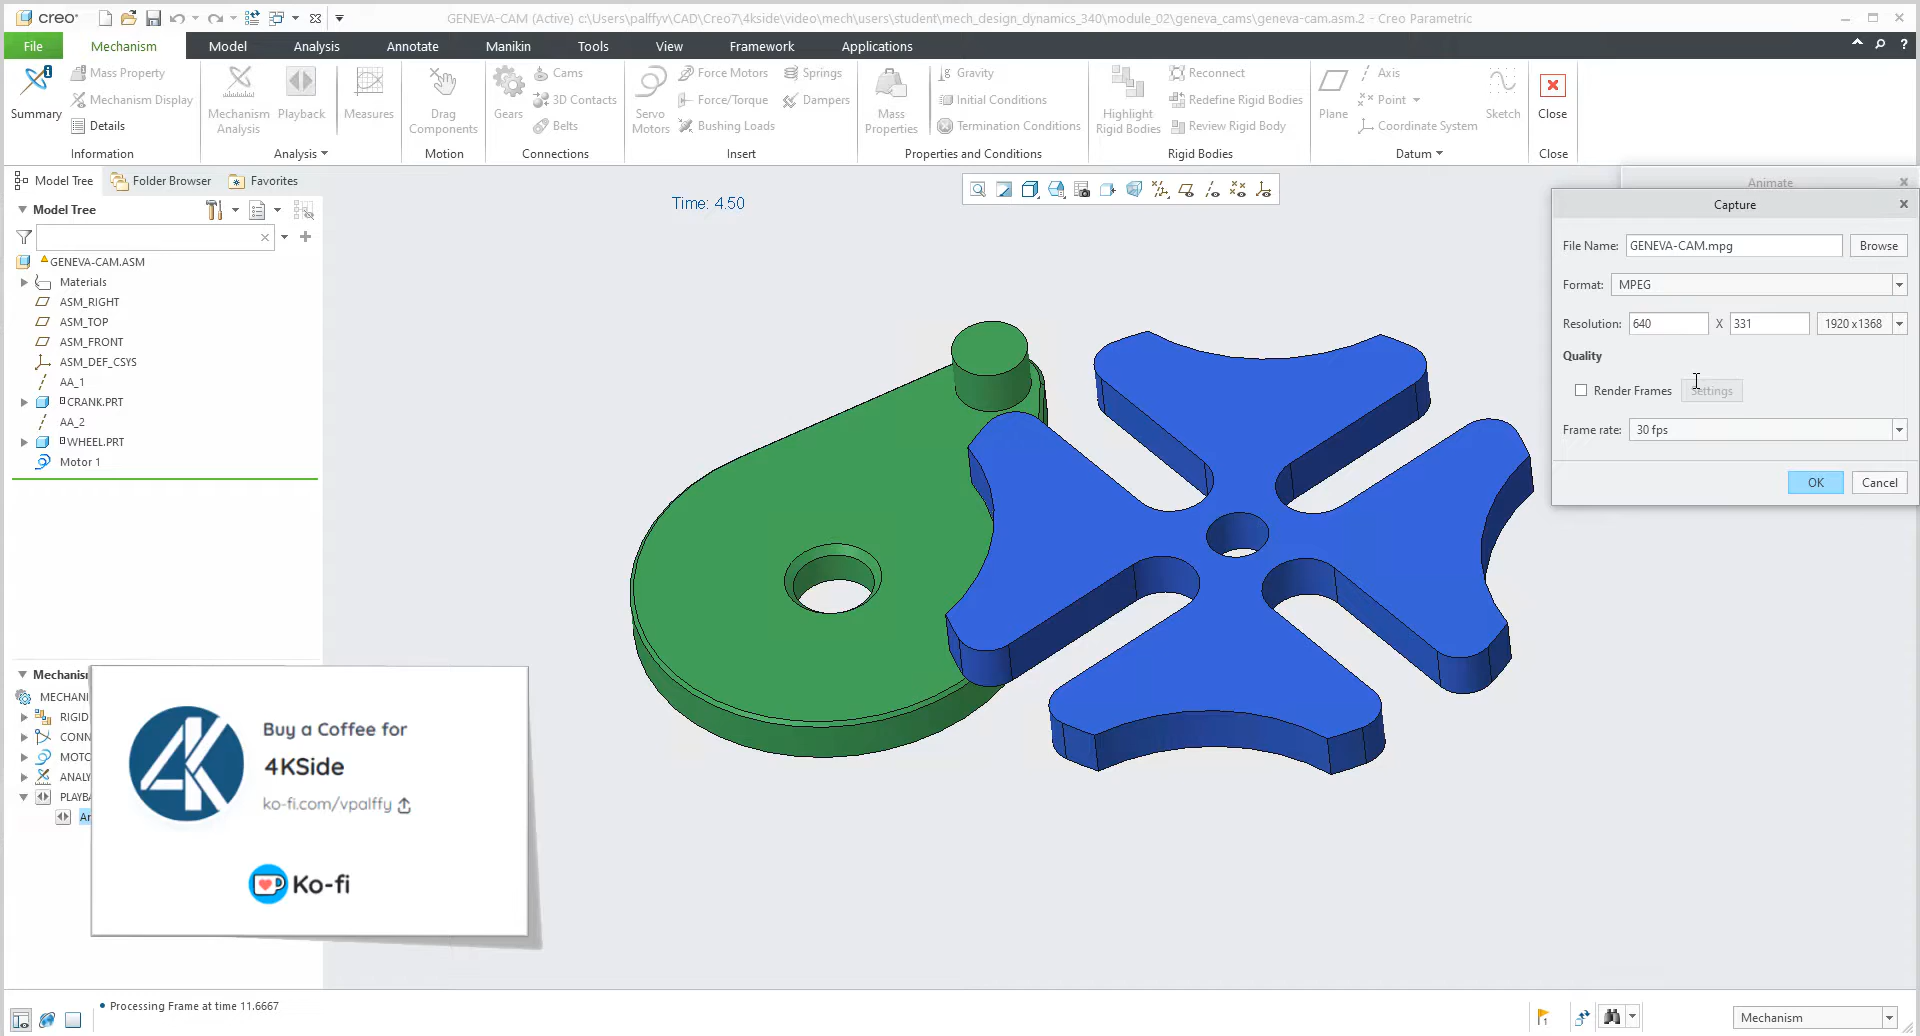 creo® GENEVA-CAM (Active) c:\Users\palffyv\CAD\Creo7\4kside\video\mech\users\student\mech_design_dynamics_340\module_02\geneva_cams\geneva-cam.asm.2 - Creo Parametric
File Mechanism Model Analysis Annotate Manikin Tools View Framework Applications
Summary
Mass Property
Mechanism Display
Details
Information
Mechanism Analysis
Playback
Measures
Analysis
Drag Components
Motion
Gears
Cams
3D Contacts
Belts
Connections
Servo Motors
Force Motors
Force/Torque
Bushing Loads
Springs
Dampers
Insert
Mass Properties
Gravity
Initial Conditions
Termination Conditions
Properties and Conditions
Highlight Rigid Bodies
Reconnect
Redefine Rigid Bodies
Review Rigid Body
Rigid Bodies
Plane
Axis
Point
Coordinate System
Sketch
Datum
Close
Close
Model Tree Folder Browser Favorites
Model Tree
GENEVA-CAM.ASM
Materials
ASM_RIGHT
ASM_TOP
ASM_FRONT
ASM_DEF_CSYS
AA_1
CRANK.PRT
AA_2
WHEEL.PRT
Motor 1
Time: 4.50
Animate
Capture
File Name: GENEVA-CAM.mpg Browse
Format: MPEG
Resolution: 640 X 331 1920 x1368
Quality
Render Frames Settings
Frame rate: 30 fps
OK Cancel
Mechanism
MECHANI
RIGID
CONN
MOTO
ANALY
PLAYBA
An
4K
Buy a Coffee for
4KSide
ko-fi.com/vpalffy
Ko-fi
Processing Frame at time 11.6667
1
Mechanism